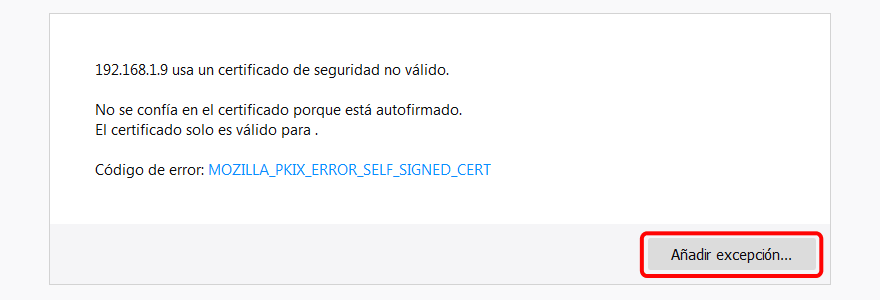 192.168.1.9 usa un certificado de seguridad no válido.
No se confía en el certificado porque está autofirmado.
El certificado solo es válido para .
Código de error: MOZILLA_PKIX_ERROR_SELF_SIGNED_CERT
Añadir excepción...